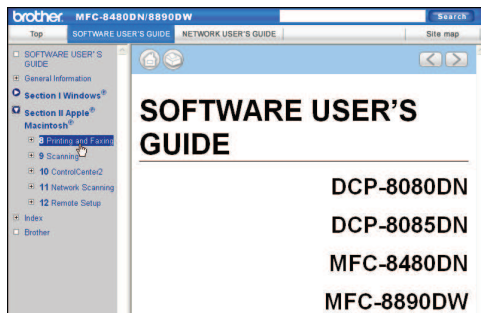 brother MFC-8480DN/8890DW Search
Top SOFTWARE USER'S GUIDE NETWORK USER'S GUIDE Site map
SOFTWARE USER'S
GUIDE
General Information
Section I Windows®
Section II Apple®
Macintosh®
8 Printing and Faxing
9 Scanning
10 ControlCenter2
11 Network Scanning
12 Remote Setup
Index
Brother
SOFTWARE USER'S
GUIDE
DCP-8080DN
DCP-8085DN
MFC-8480DN
MFC-8890DW